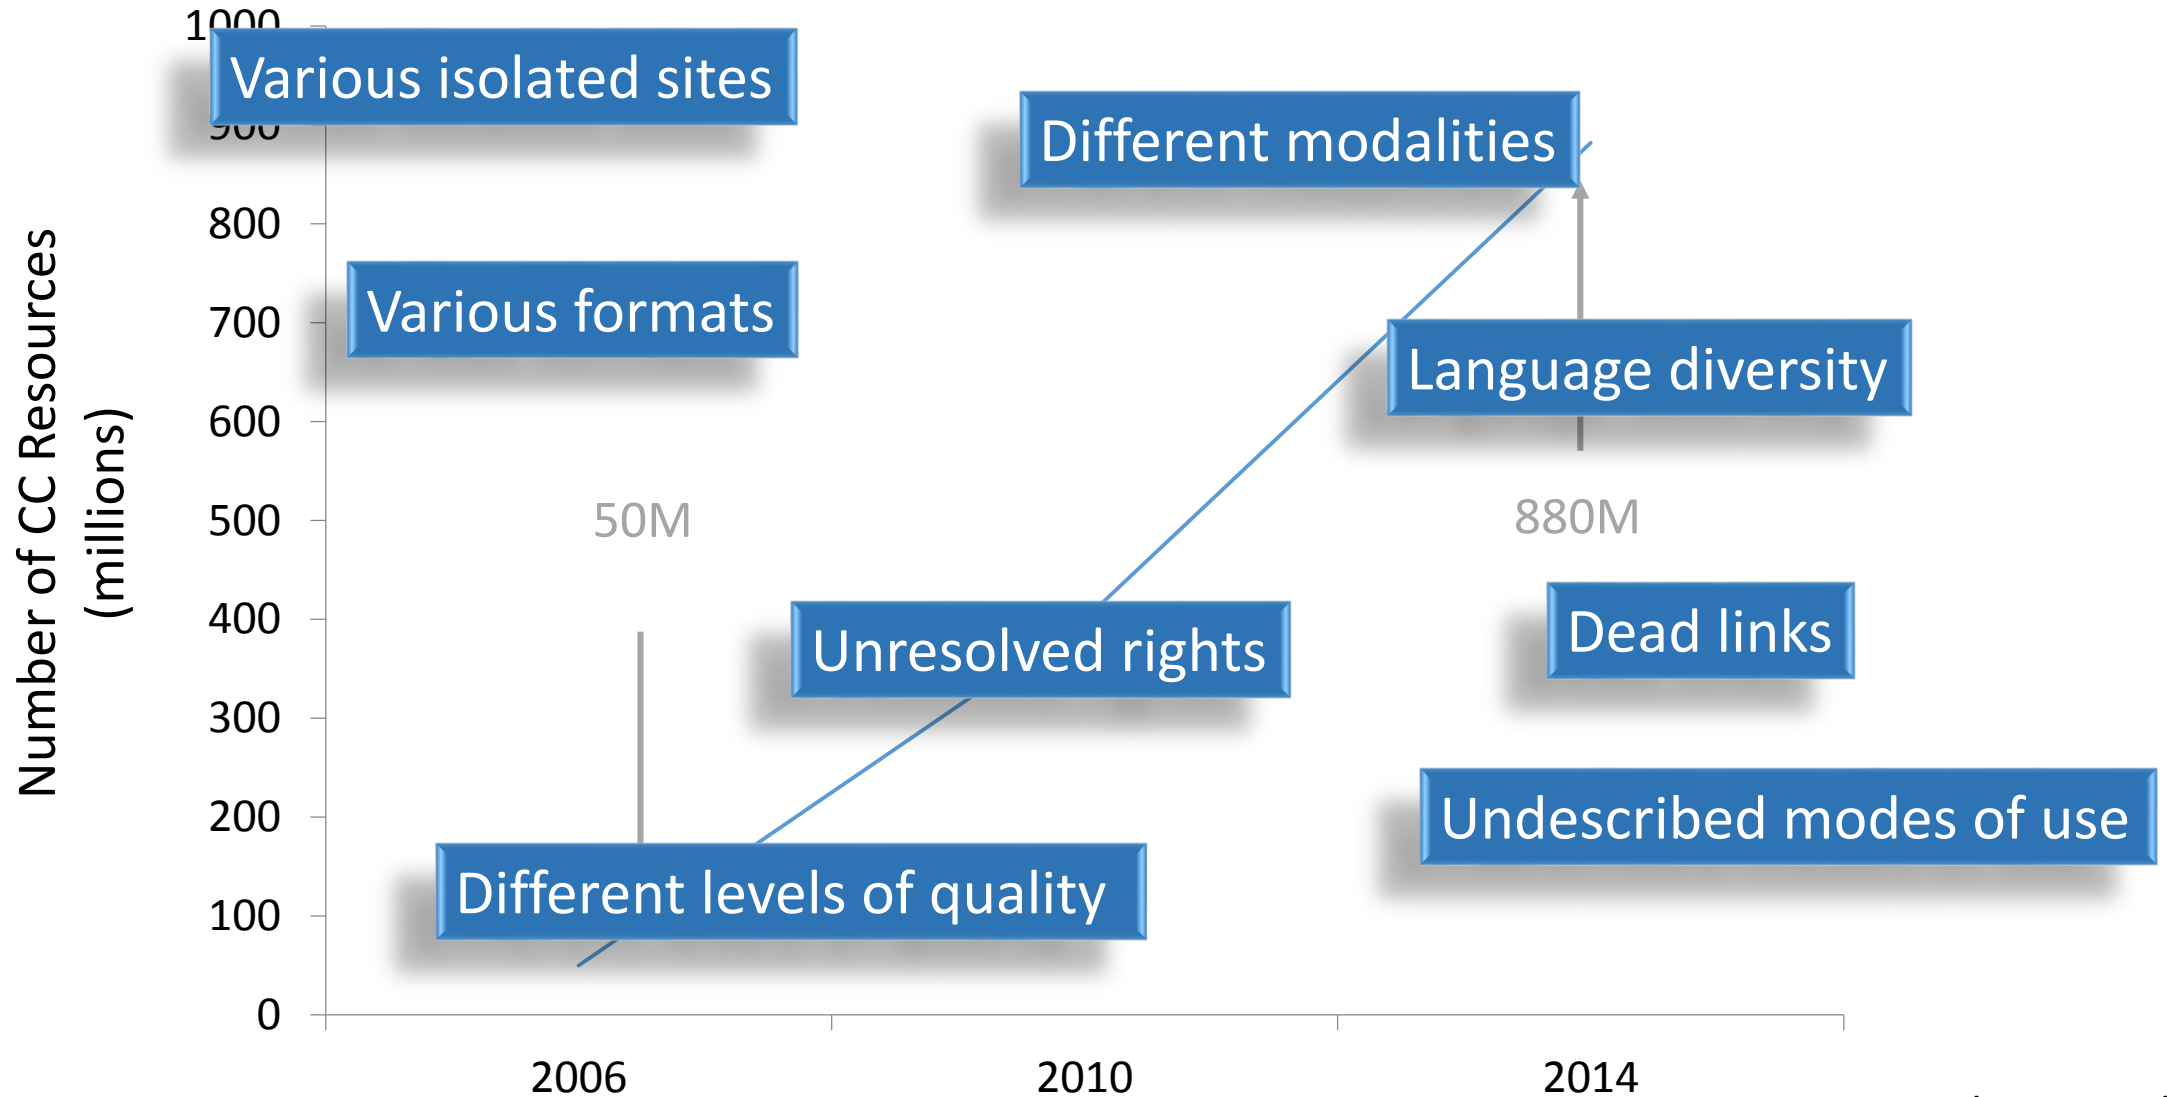 1000
Various isolated sites
900
Different modalities
800
Various formats
700
Language diversity
600
Number of CC Resources
(millions)
500
50M
880M
400
Unresolved rights
Dead links
300
200
Undescribed modes of use
Different levels of quality
100
0
2006
2010
2014